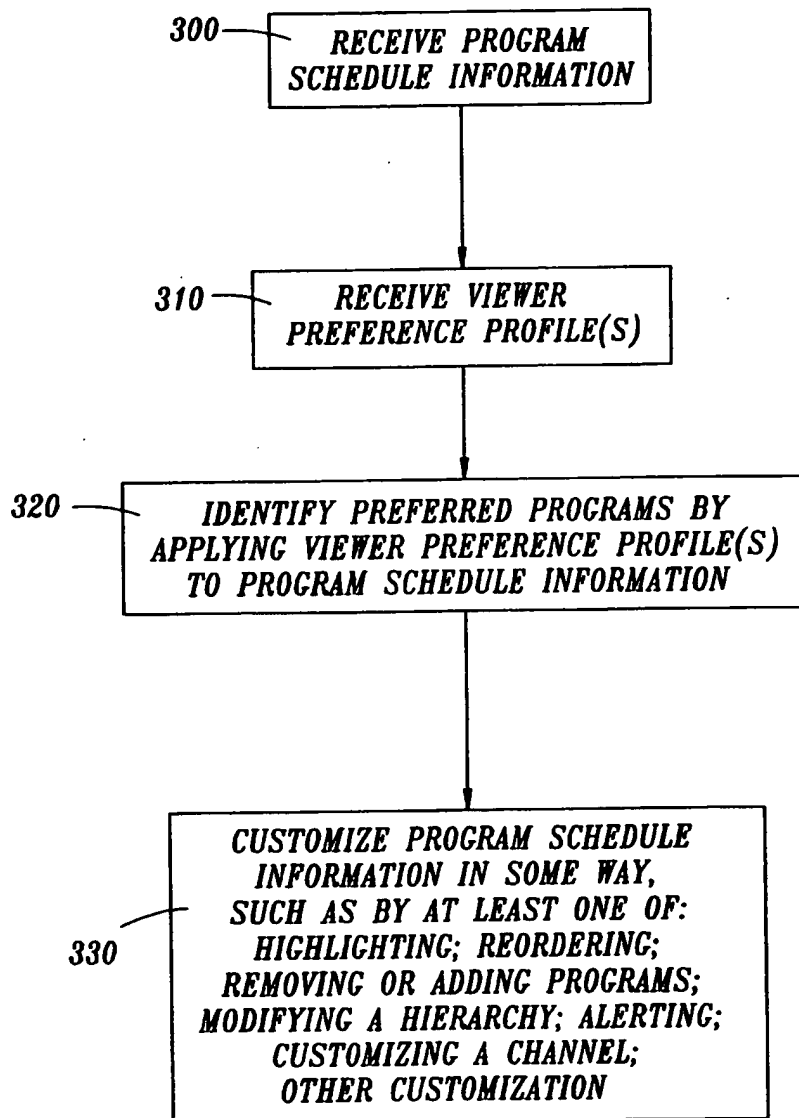 300
RECEIVE PROGRAM
SCHEDULE INFORMATION
310
RECEIVE VIEWER
PREFERENCE PROFILE(S)
320
IDENTIFY PREFERRED PROGRAMS BY
APPLYING VIEWER PREFERENCE PROFILE(S)
TO PROGRAM SCHEDULE INFORMATION
330
CUSTOMIZE PROGRAM SCHEDULE
INFORMATION IN SOME WAY,
SUCH AS BY AT LEAST ONE OF:
HIGHLIGHTING; REORDERING;
REMOVING OR ADDING PROGRAMS;
MODIFYING A HIERARCHY; ALERTING;
CUSTOMIZING A CHANNEL;
OTHER CUSTOMIZATION